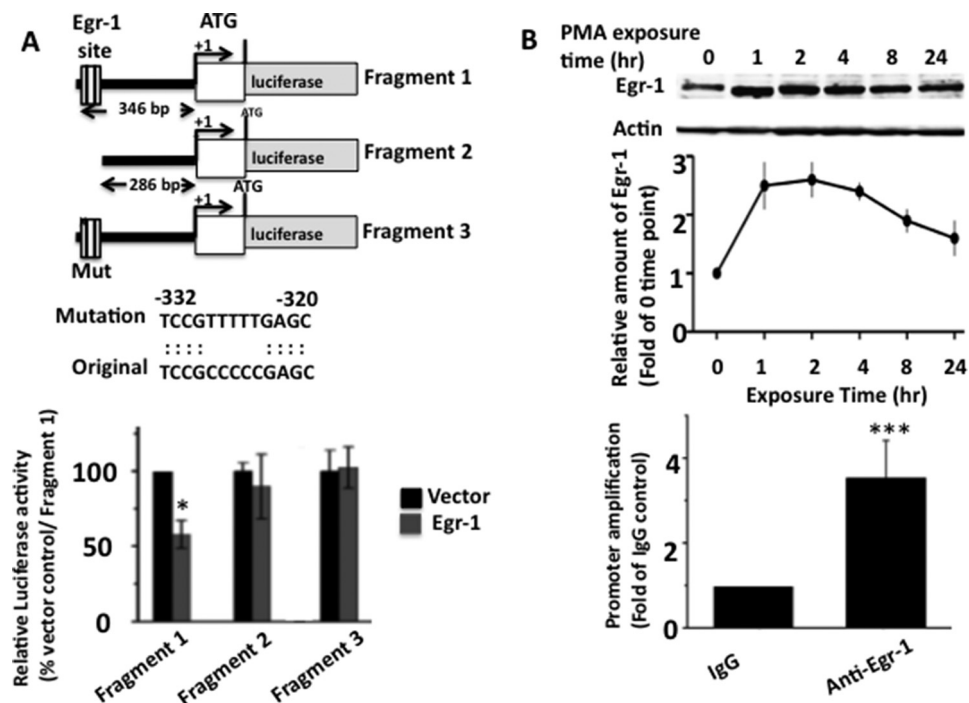 A
Egr-1
site
ATG
+1
luciferase
Fragment 1
346 bp
+1
ATG
luciferase
Fragment 2
286 bp
ATG
+1
luciferase
Fragment 3
Mut
-332 -320
Mutation TCCGTTTTTGAGC
:::: ::::
Original TCCGCCCCCGAGC
Relative Luciferase activity
(% vector control/ Fragment 1)
100
50
0
*
Vector
Egr-1
Fragment 1
Fragment 2
Fragment 3
B
PMA exposure
time (hr) 0 1 2 4 8 24
Egr-1
Actin
Relative amount of Egr-1
(Fold of 0 time point)
3
2
1
0
0 1 2 4 8 24
Exposure Time (hr)
Promoter amplification
(Fold of IgG control)
4
2
0
***
IgG
Anti-Egr-1